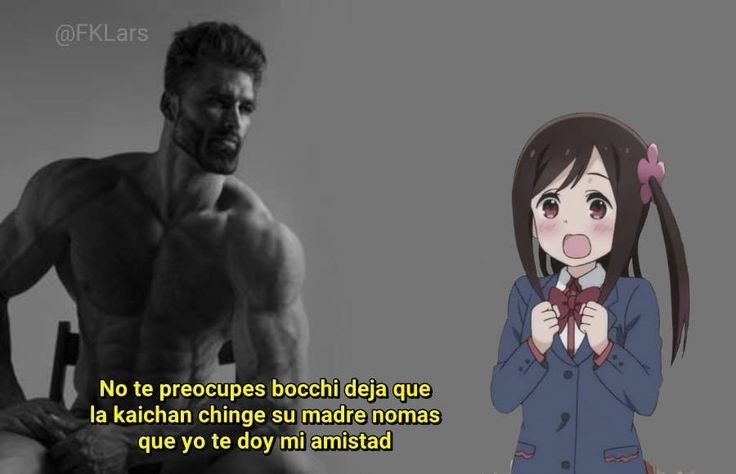 @FKLars
No te preocupes bocchi deja que
la kaichan chinge su madre nomas
que yo te doy mi amistad